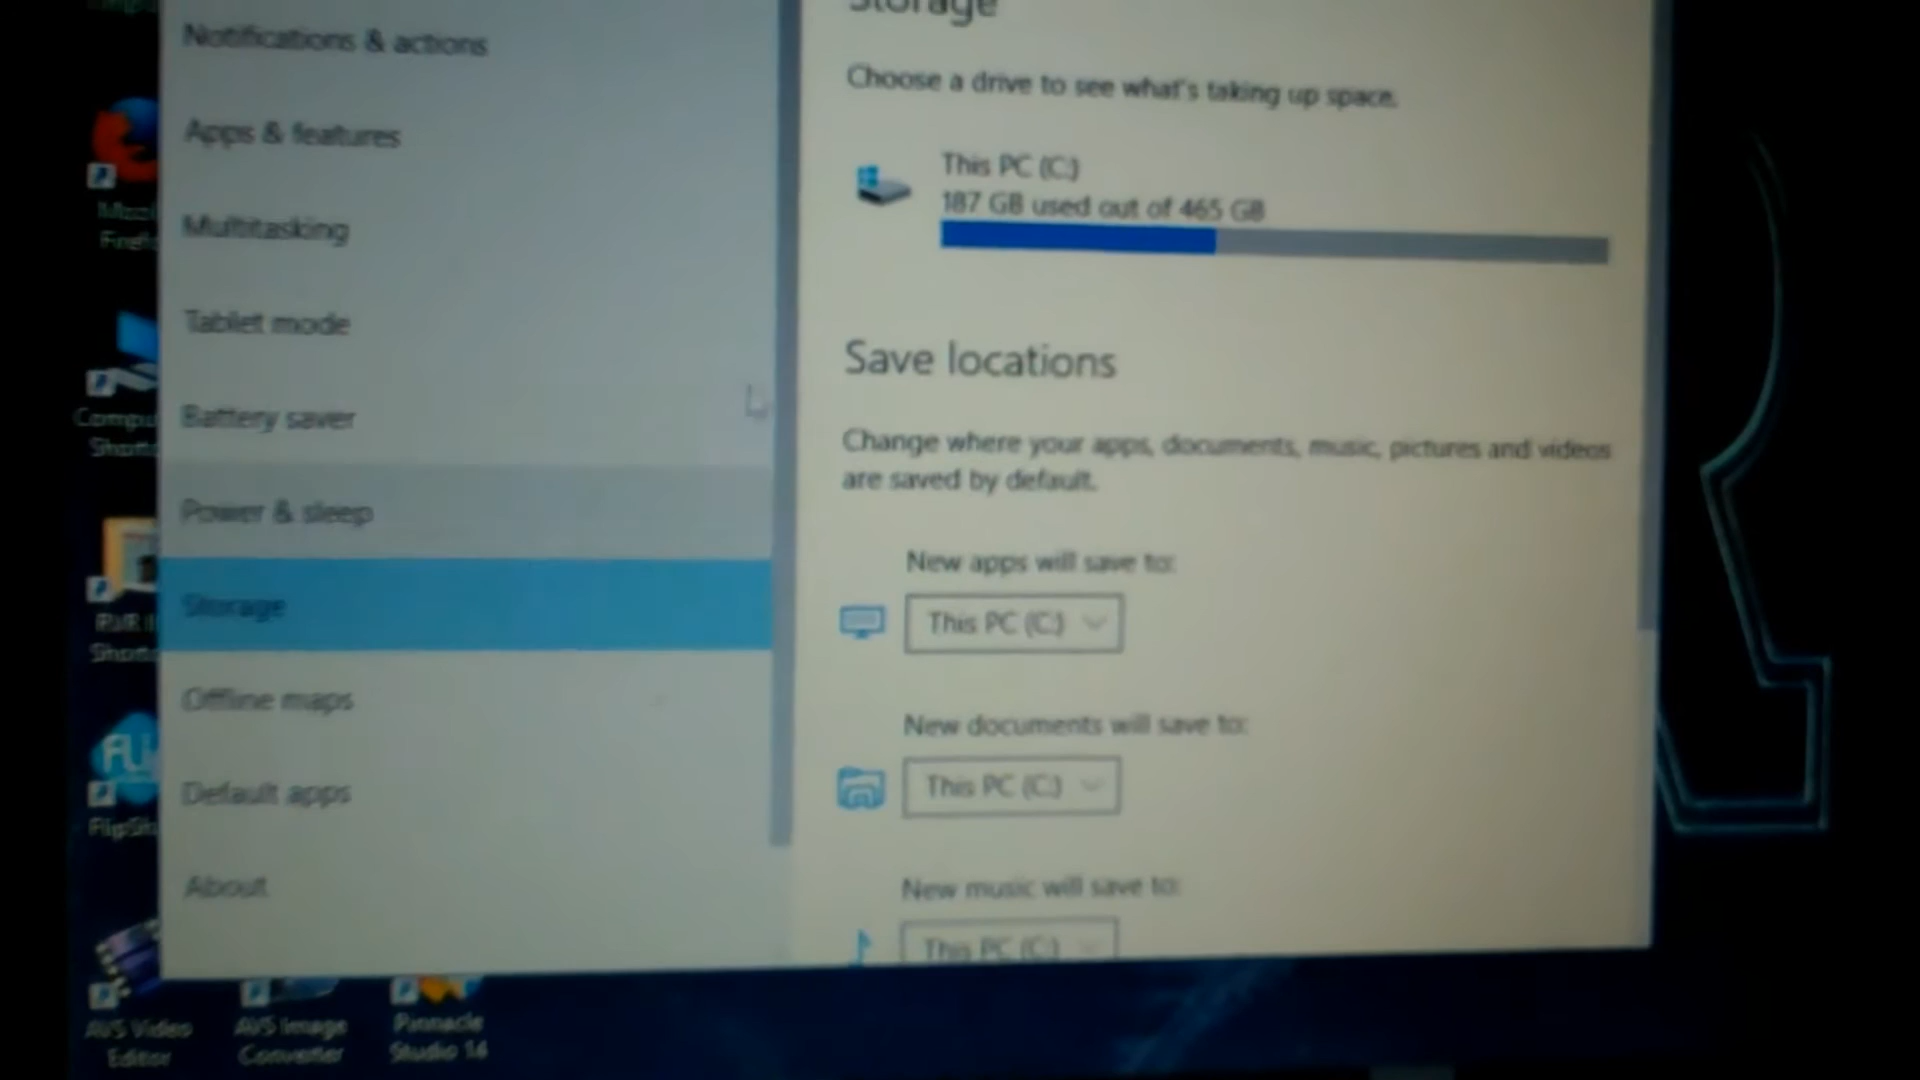 Notifications & actions
Apps & features
Multitasking
Tablet mode
Battery saver
Power & sleep
Storage
Offline maps
Default apps
About
Storage
Choose a drive to see what's taking up space.
This PC (C:)
187 GB used out of 465 GB
Save locations
Change where your apps, documents, music, pictures and videos
are saved by default.
New apps will save to:
This PC (C:)
New documents will save to:
This PC (C:)
New music will save to:
This PC (C:)
AVS Video
Editor
AVS Image
Converter
Pinnacle
Studio 14